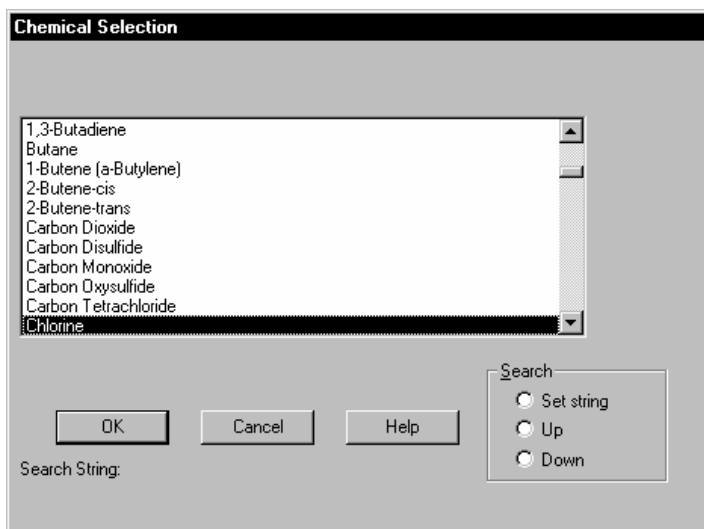 Chemical Selection
1,3-Butadiene
Butane
1-Butene (a-Butylene)
2-Butene-cis
2-Butene-trans
Carbon Dioxide
Carbon Disulfide
Carbon Monoxide
Carbon Oxysulfide
Carbon Tetrachloride
Chlorine
Search
Set string
Up
Down
OK Cancel Help
Search String: